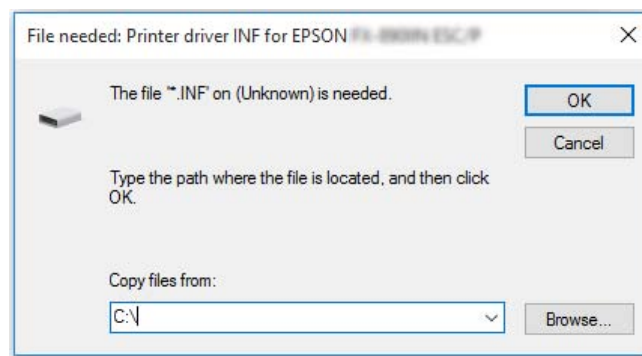 File needed: Printer driver INF for EPSON
The file '*.INF' on (Unknown) is needed.
OK
Cancel
Type the path where the file is located, and then click
OK.
Copy files from:
C:\
Browse...